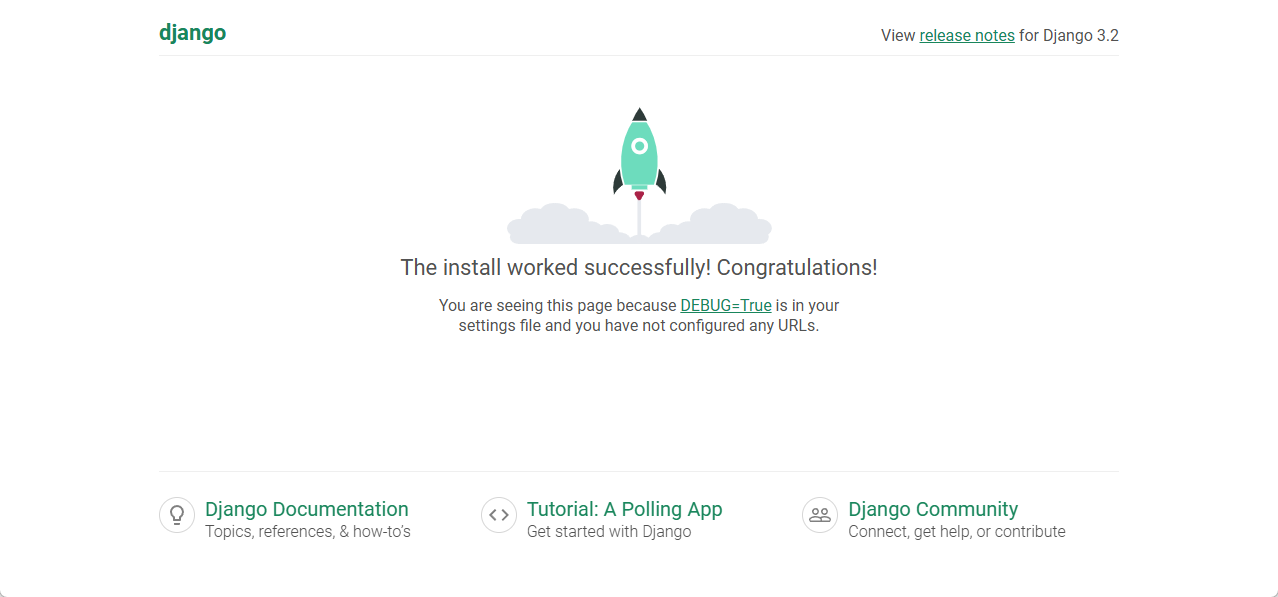 django
View release notes for Django 3.2
The install worked successfully! Congratulations!
You are seeing this page because DEBUG=True is in your
settings file and you have not configured any URLs.
Django Documentation
Topics, references, & how-to’s
Tutorial: A Polling App
Get started with Django
Django Community
Connect, get help, or contribute